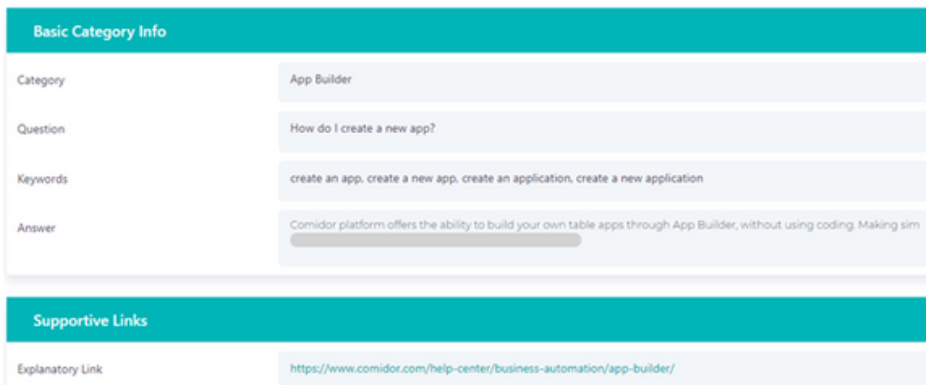 Basic Category Info
Category
App Builder
Question
How do I create a new app?
Keywords
create an app, create a new app, create an application, create a new application
Answer
Comidor platform offers the ability to build your own table apps through App Builder, without using coding. Making sim
Supportive Links
Explanatory Link
https://www.comidor.com/help-center/business-automation/app-builder/